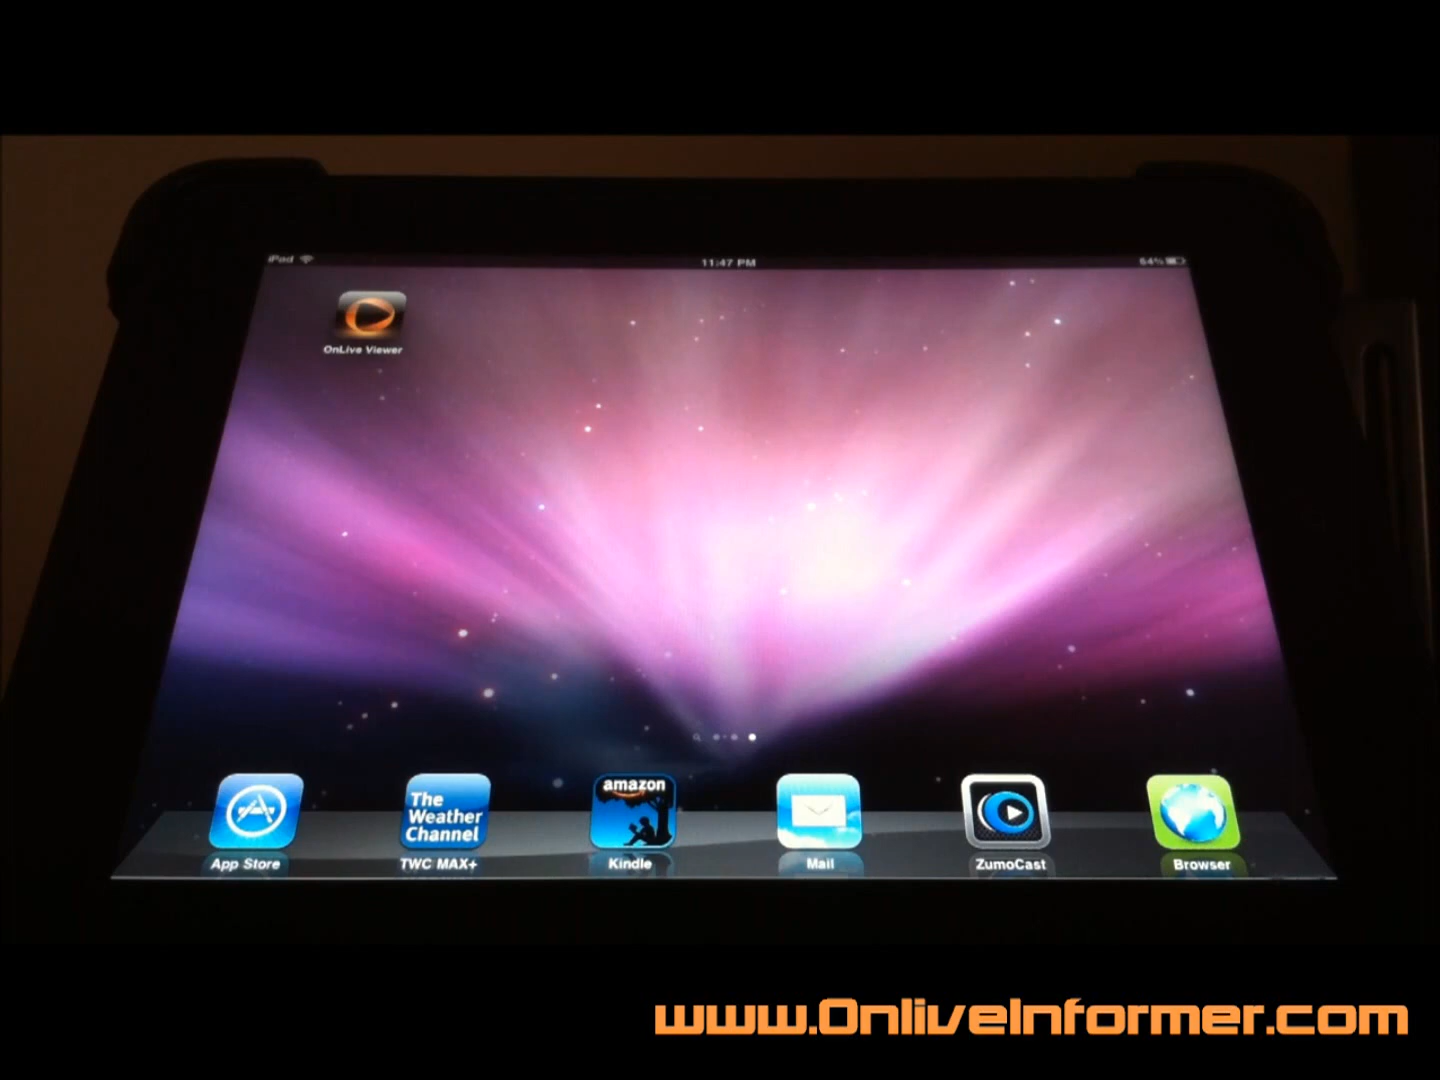 iPod
11:47 PM
64%
OnLive Viewer
The
Weather
Channel
amazon
App Store
TWC MAX+
Kindle
Mail
ZumoCast
Browser
www.OnliveInformer.com